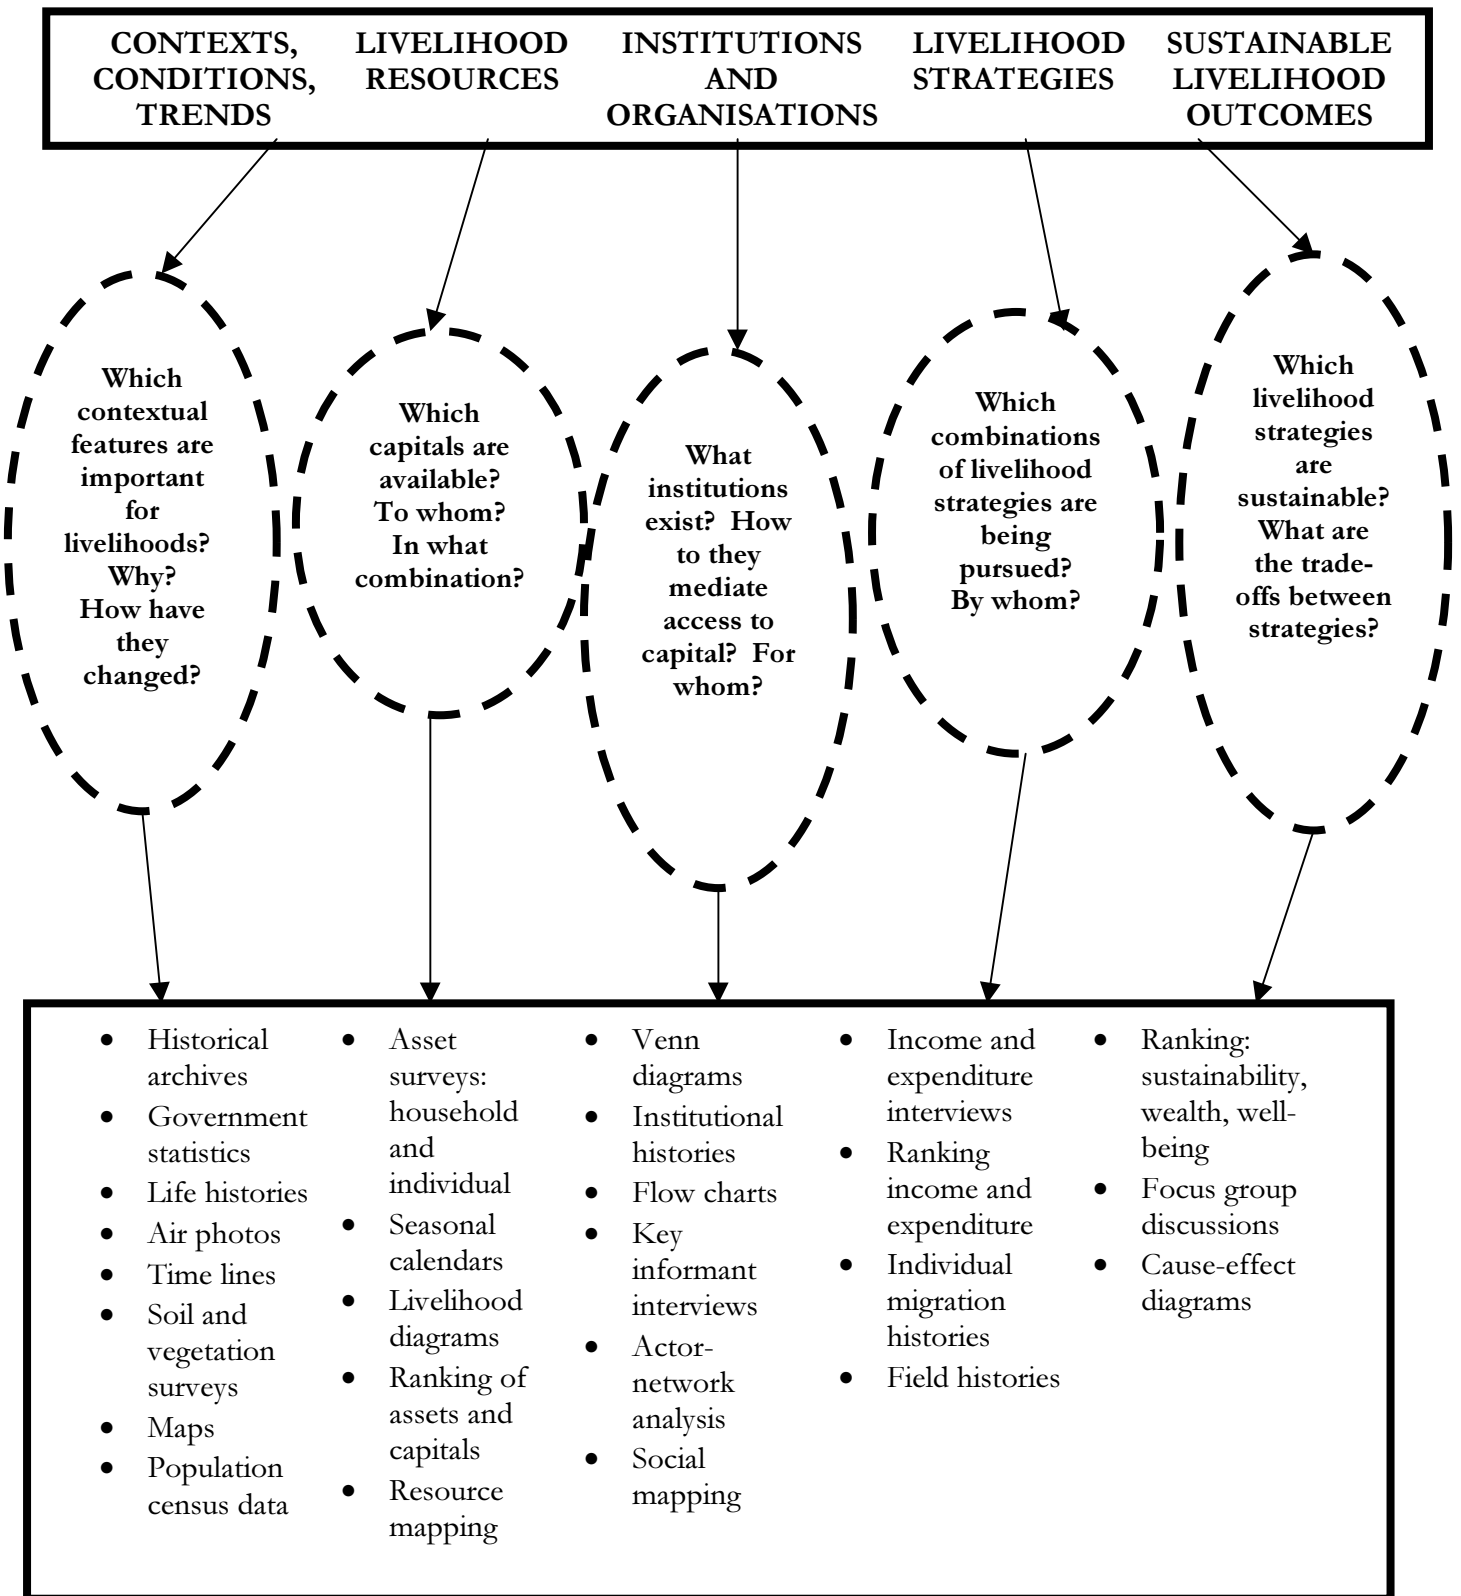 CONTEXTS,
CONDITIONS,
TRENDS
LIVELIHOOD
RESOURCES
INSTITUTIONS
AND
ORGANISATIONS
LIVELIHOOD
STRATEGIES
SUSTAINABLE
LIVELIHOOD
OUTCOMES
Which
contextual
features are
important
for
livelihoods?
Why?
How have
they
changed?
Which
capitals are
available?
To whom?
In what
combination?
What
institutions
exist? How
to they
mediate
access to
capital? For
whom?
Which
combinations
of livelihood
strategies are
being
pursued?
By whom?
Which
livelihood
strategies
are
sustainable?
What are
the trade-
offs between
strategies?
• Historical
archives
• Government
statistics
• Life histories
• Air photos
• Time lines
• Soil and
vegetation
surveys
• Maps
• Population
census data
• Asset
surveys:
household
and
individual
• Seasonal
calendars
• Livelihood
diagrams
• Ranking of
assets and
capitals
• Resource
mapping
• Venn
diagrams
• Institutional
histories
• Flow charts
• Key
informant
interviews
• Actor-
network
analysis
• Social
mapping
• Income and
expenditure
interviews
• Ranking
income and
expenditure
• Individual
migration
histories
• Field histories
• Ranking:
sustainability,
wealth, well-
being
• Focus group
discussions
• Cause-effect
diagrams